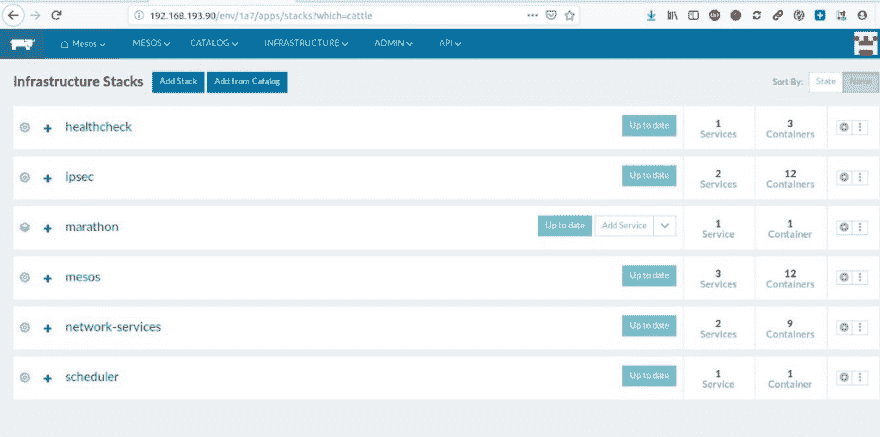 192.168.193.90/env/1a7/apps/stacks?which=cattle
Mesos MESOS CATALOG INFRASTRUCTURE ADMIN API
Infrastructure Stacks Add Stack Add from Catalog Sort By: State Name
healthcheck Up to date 1 Services 3 Containers
ipsec Up to date 2 Services 12 Containers
marathon Up to date Add Service 1 Service 1 Container
mesos Up to date 3 Services 12 Containers
network-services Up to date 2 Services 9 Containers
scheduler Up to date 1 Service 1 Container